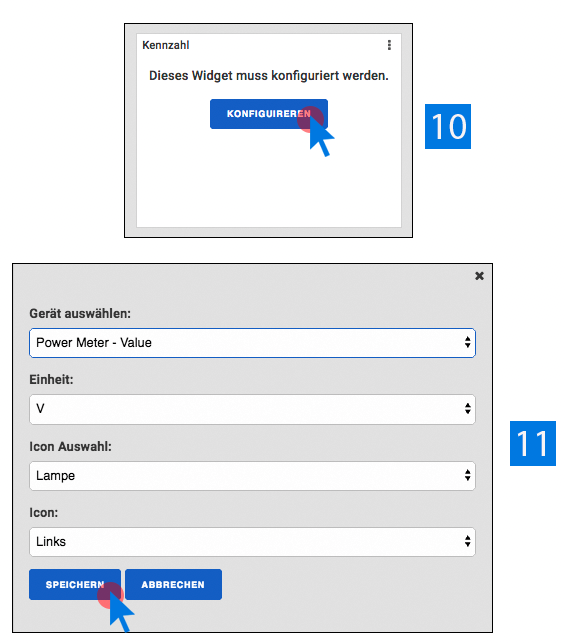 Kennzahl
Dieses Widget muss konfiguriert werden.
KONFIGUIREREN
10
Gerät auswählen:
Power Meter - Value
Einheit:
V
Icon Auswahl:
Lampe
Icon:
Links
SPEICHERN ABBRECHEN
11